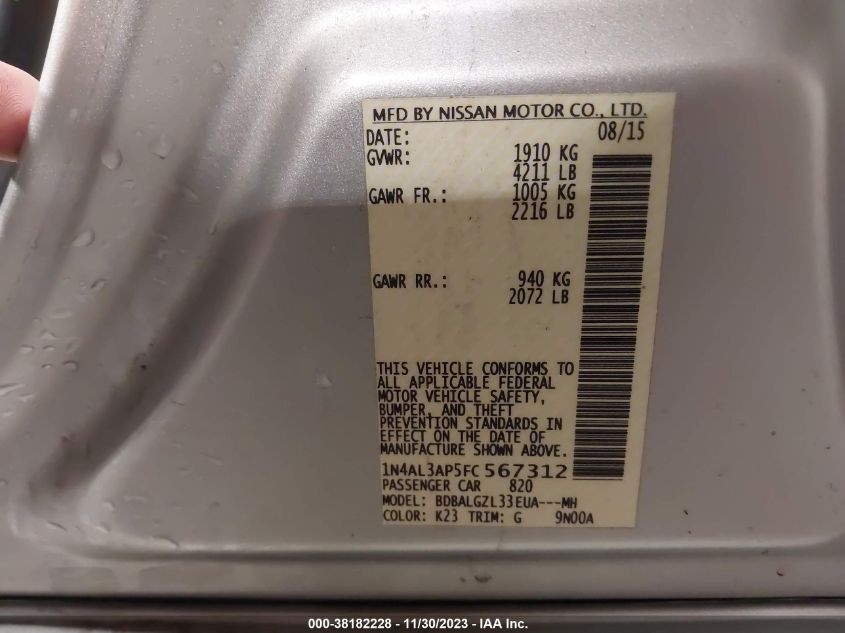 MFD BY NISSAN MOTOR CO., LTD.
DATE: 08/15
GVWR: 1910 KG
4211 LB
GAWR FR.: 1005 KG
2216 LB
GAWR RR.: 940 KG
2072 LB
THIS VEHICLE CONFORMS TO
ALL APPLICABLE FEDERAL
MOTOR VEHICLE SAFETY,
BUMPER, AND THEFT
PREVENTION STANDARDS IN
EFFECT ON THE DATE OF
MANUFACTURE SHOWN ABOVE.
1N4AL3AP5FC567312
PASSENGER CAR 820
MODEL: BDBALGZL33EUA---MH
COLOR: K23 TRIM: G 9N00A
000-38182228 - 11/30/2023 - IAA Inc.